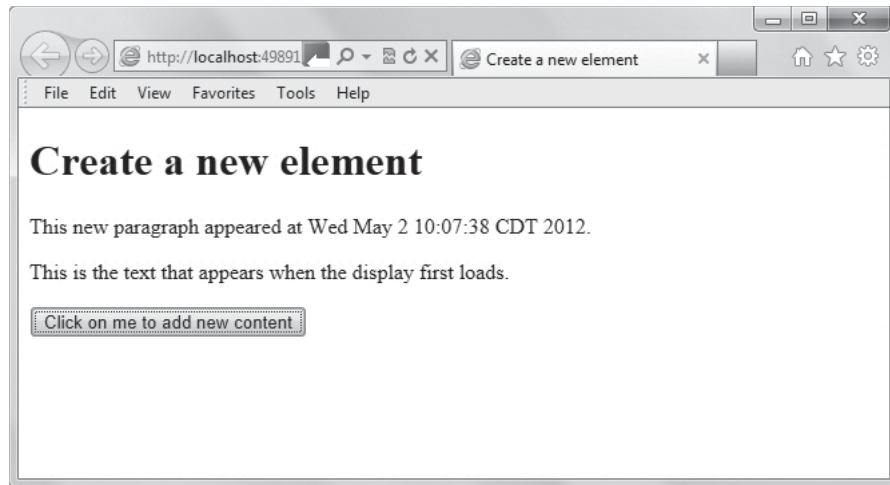 http://localhost:49891
Create a new element
File Edit View Favorites Tools Help
Create a new element
This new paragraph appeared at Wed May 2 10:07:38 CDT 2012.
This is the text that appears when the display first loads.
Click on me to add new content